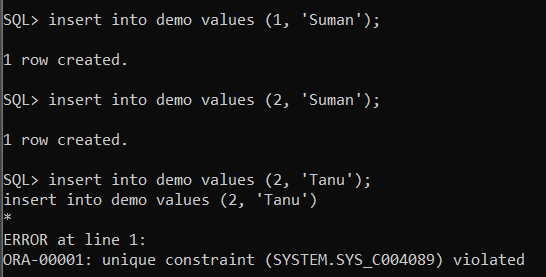 SQL> insert into demo values (1, 'Suman');
1 row created.
SQL> insert into demo values (2, 'Suman');
1 row created.
SQL> insert into demo values (2, 'Tanu');
insert into demo values (2, 'Tanu')
*
ERROR at line 1:
ORA-00001: unique constraint (SYSTEM.SYS_C004089) violated